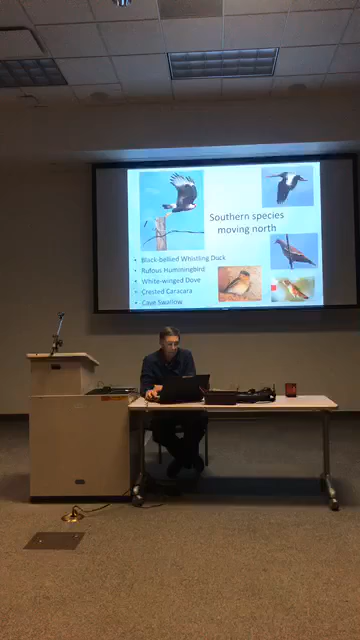 Southern species
moving north
• Black-bellied Whistling Duck
• Rufous Hummingbird
• White-winged Dove
• Crested Caracara
• Cave Swallow